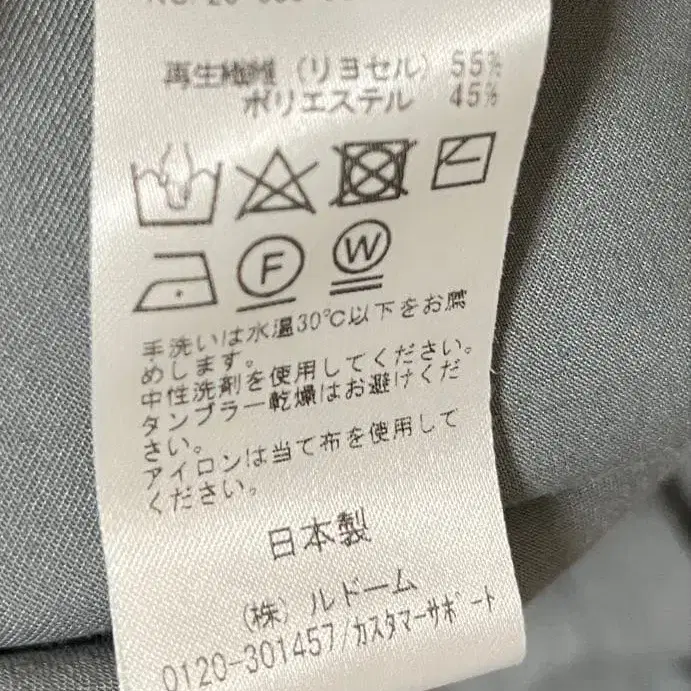 再生繊維（リヨセル）55%
ポリエステル 45%
F
W
手洗いは水温30℃以下をお薦
めします。
中性洗剤を使用してください。
タンブラー乾燥はお避けくだ
さい。
アイロンは当て布を使用して
ください。
日本製
（株）ルドーム
0120-301457/カスタマーサポート